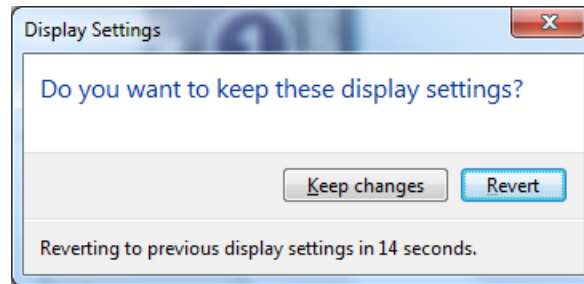 Display Settings
Do you want to keep these display settings?
Keep changes Revert
Reverting to previous display settings in 14 seconds.